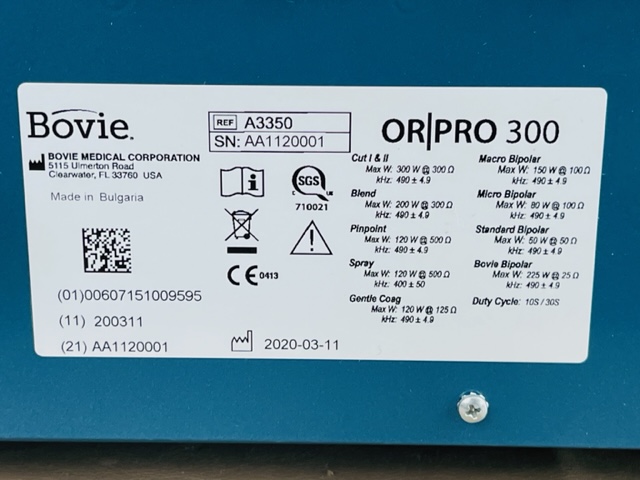 Bovie.
BOVIE MEDICAL CORPORATION
5115 Ulmerton Road
Clearwater, FL 33760 USA
Made in Bulgaria
(01)00607151009595
(11) 200311
(21) AA1120001
REF A3350
SN: AA1120001
SGS
710021
CE 0413
2020-03-11
OR|PRO 300
Cut I & II
Max W: 300 W @ 300 Ω
kHz: 490 ± 4.9
Blend
Max W: 200 W @ 300 Ω
kHz: 490 ± 4.9
Pinpoint
Max W: 120 W @ 500 Ω
kHz: 490 ± 4.9
Spray
Max W: 120 W @ 500 Ω
kHz: 400 ± 50
Gentle Coag
Max W: 120 W @ 125 Ω
kHz: 490 ± 4.9
Macro Bipolar
Max W: 150 W @ 100 Ω
kHz: 490 ± 4.9
Micro Bipolar
Max W: 80 W @ 100 Ω
kHz: 490 ± 4.9
Standard Bipolar
Max W: 50 W @ 50 Ω
kHz: 490 ± 4.9
Bovie Bipolar
Max W: 225 W @ 25 Ω
kHz: 490 ± 4.9
Duty Cycle: 10S / 30S